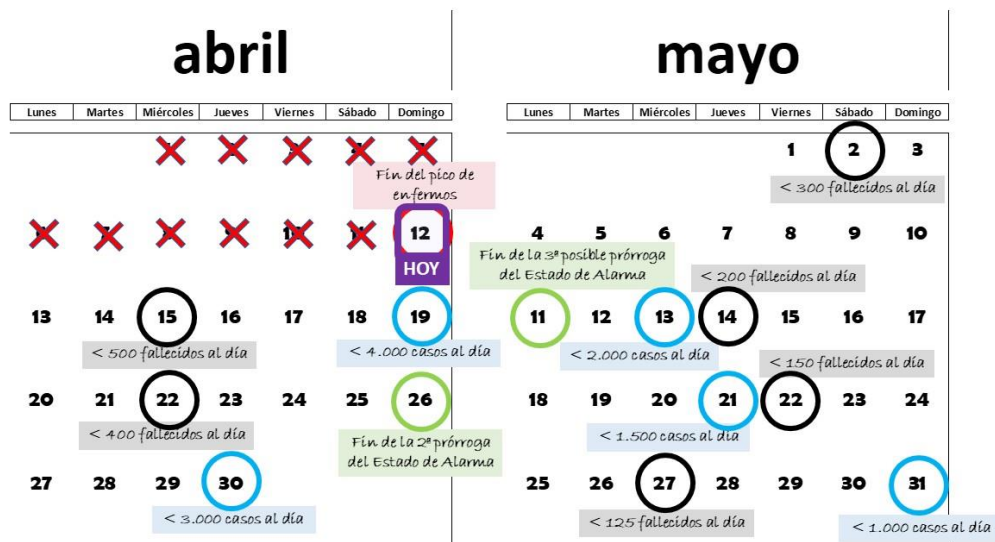 abril
Lunes Martes Miércoles Jueves Viernes Sábado Domingo
Fin del pico de
enfermos
12
HOY
13 14 15 16 17 18 19
< 500 fallecidos al día
< 4.000 casos al día
20 21 22 23 24 25 26
< 400 fallecidos al día
Fin de la 2ª prórroga
del Estado de Alarma
27 28 29 30
< 3.000 casos al día
mayo
Lunes Martes Miércoles Jueves Viernes Sábado Domingo
1 2 3
< 300 fallecidos al día
4 5 6 7 8 9 10
Fin de la 3ª posible prórroga
del Estado de Alarma
< 200 fallecidos al día
11 12 13 14 15 16 17
< 2.000 casos al día
< 150 fallecidos al día
18 19 20 21 22 23 24
< 1.500 casos al día
25 26 27 28 29 30 31
< 125 fallecidos al día
< 1.000 casos al día